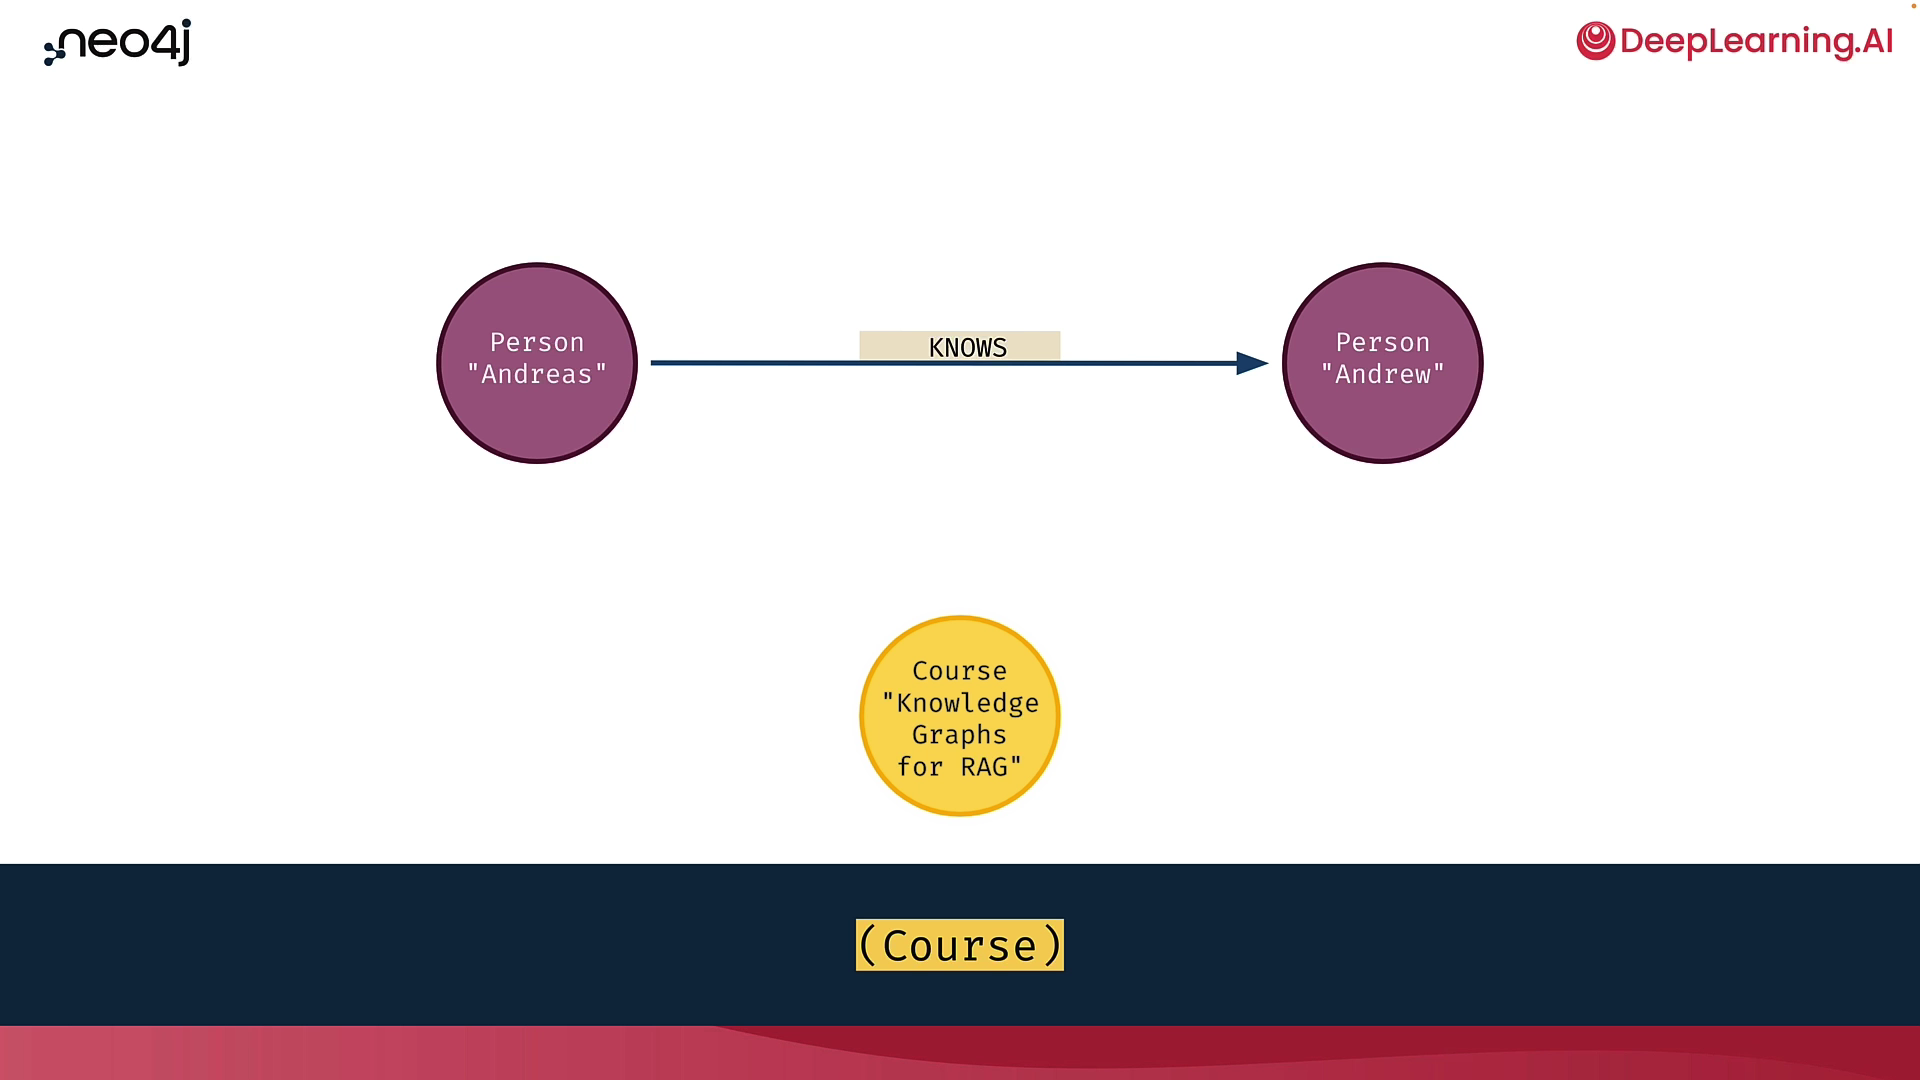 neo4j
DeepLearning.AI
Person
"Andreas"
KNOWS
Person
"Andrew"
Course
"Knowledge
Graphs
for RAG"
(Course)